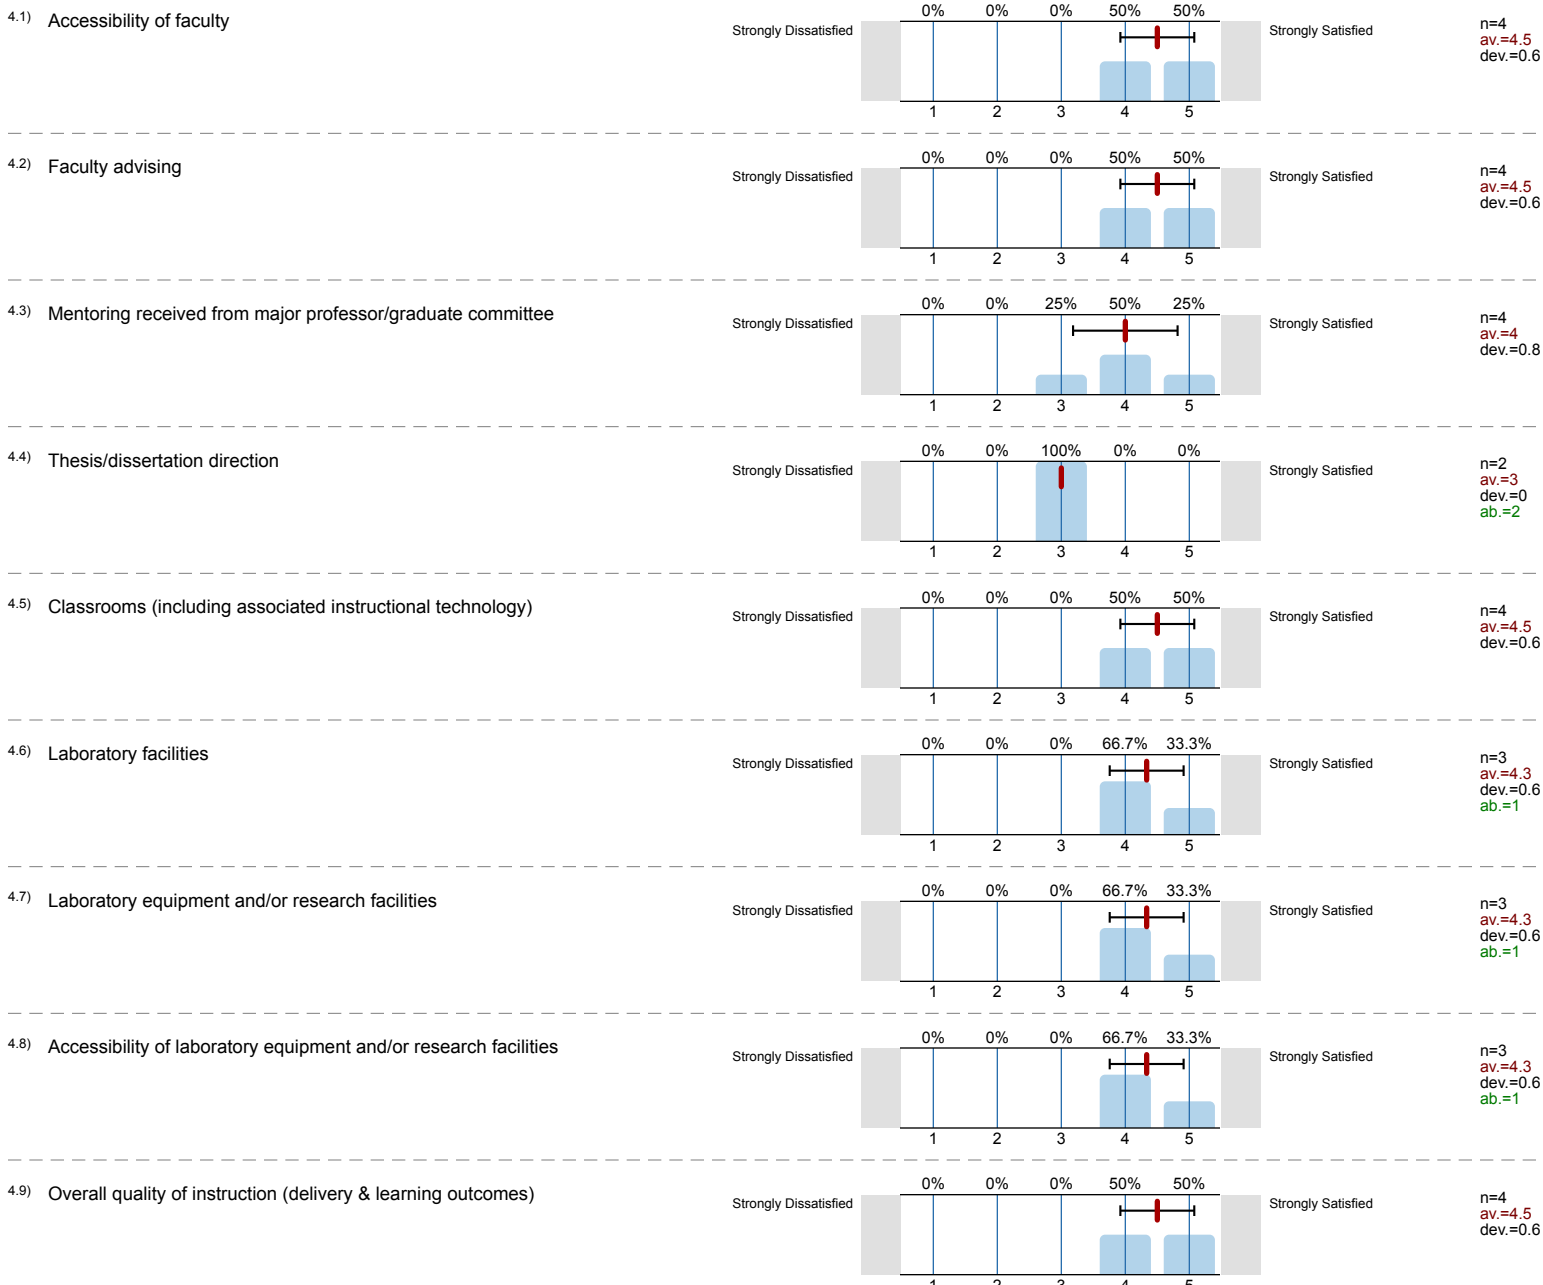 4.1) Accessibility of faculty
Strongly Dissatisfied
0% 0% 0% 50% 50%
1 2 3 4 5
Strongly Satisfied
n=4
av.=4.5
dev.=0.6
4.2) Faculty advising
Strongly Dissatisfied
0% 0% 0% 50% 50%
1 2 3 4 5
Strongly Satisfied
n=4
av.=4.5
dev.=0.6
4.3) Mentoring received from major professor/graduate committee
Strongly Dissatisfied
0% 0% 25% 50% 25%
1 2 3 4 5
Strongly Satisfied
n=4
av.=4
dev.=0.8
4.4) Thesis/dissertation direction
Strongly Dissatisfied
0% 0% 100% 0% 0%
1 2 3 4 5
Strongly Satisfied
n=2
av.=3
dev.=0
ab.=2
4.5) Classrooms (including associated instructional technology)
Strongly Dissatisfied
0% 0% 0% 50% 50%
1 2 3 4 5
Strongly Satisfied
n=4
av.=4.5
dev.=0.6
4.6) Laboratory facilities
Strongly Dissatisfied
0% 0% 0% 66.7% 33.3%
1 2 3 4 5
Strongly Satisfied
n=3
av.=4.3
dev.=0.6
ab.=1
4.7) Laboratory equipment and/or research facilities
Strongly Dissatisfied
0% 0% 0% 66.7% 33.3%
1 2 3 4 5
Strongly Satisfied
n=3
av.=4.3
dev.=0.6
ab.=1
4.8) Accessibility of laboratory equipment and/or research facilities
Strongly Dissatisfied
0% 0% 0% 66.7% 33.3%
1 2 3 4 5
Strongly Satisfied
n=3
av.=4.3
dev.=0.6
ab.=1
4.9) Overall quality of instruction (delivery & learning outcomes)
Strongly Dissatisfied
0% 0% 0% 50% 50%
1 2 3 4 5
Strongly Satisfied
n=4
av.=4.5
dev.=0.6